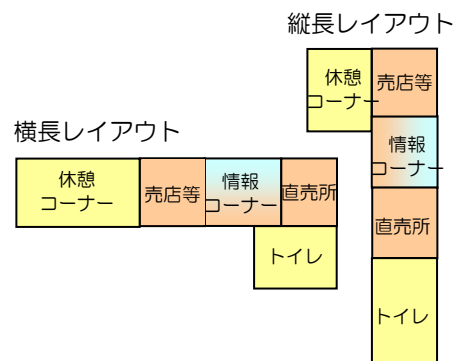 縦長レイアウト
休憩
コーナー
売店等
情報
コーナー
直売所
トイレ
横長レイアウト
休憩
コーナー
売店等
情報
コーナー
直売所
トイレ